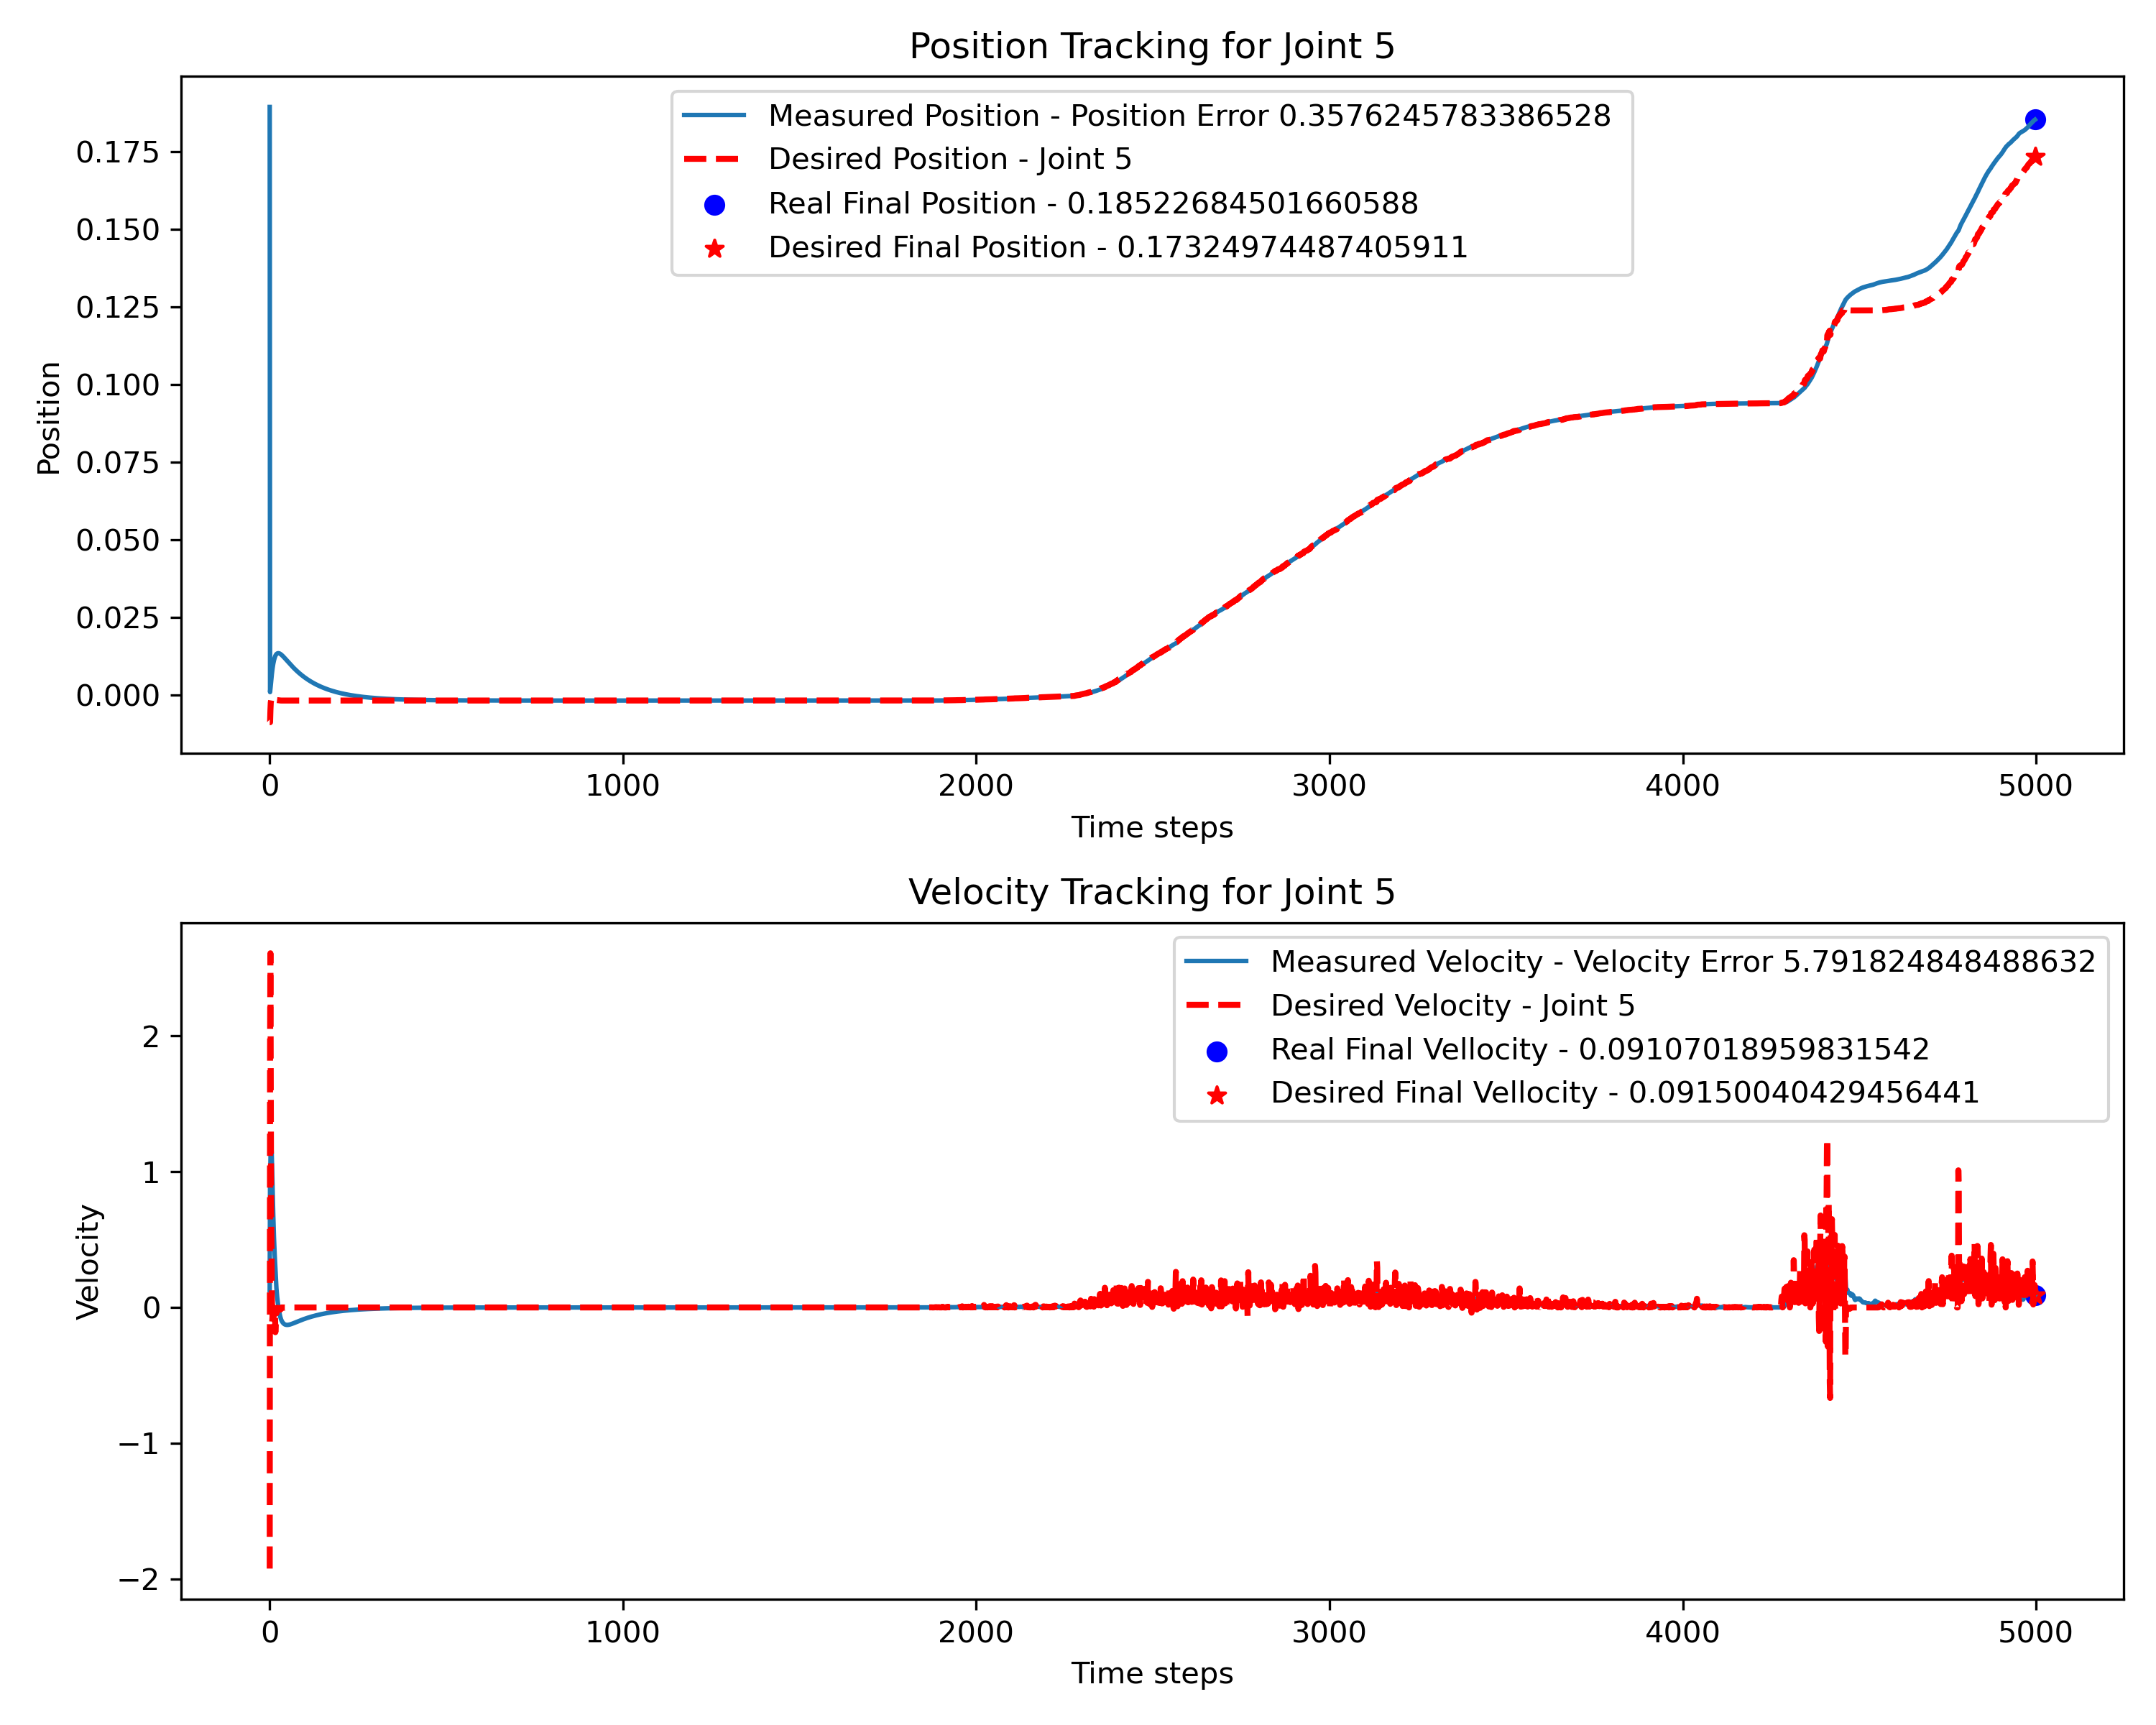 Position Tracking for Joint 5
Measured Position - Position Error 0.3576245783386528
Desired Position - Joint 5
Real Final Position - 0.18522684501660588
Desired Final Position - 0.17324974487405911
0.175
0.150
0.125
0.100
0.075
0.050
0.025
0.000
Position
0 1000 2000 3000 4000 5000
Time steps
Velocity Tracking for Joint 5
Measured Velocity - Velocity Error 5.791824848488632
Desired Velocity - Joint 5
Real Final Vellocity - 0.09107018959831542
Desired Final Vellocity - 0.09150040429456441
2
1
0
−1
−2
Velocity
0 1000 2000 3000 4000 5000
Time steps